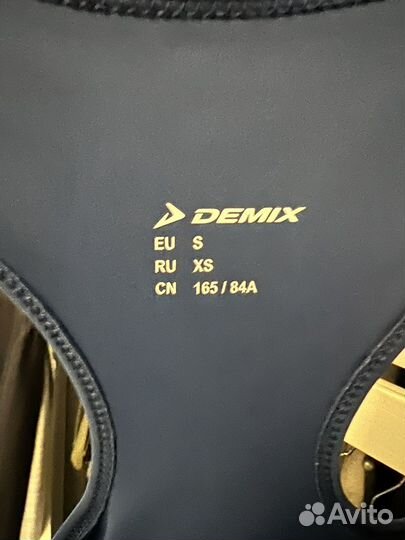 DEMIX
EU S
RU XS
CN 165 / 84A
Avito